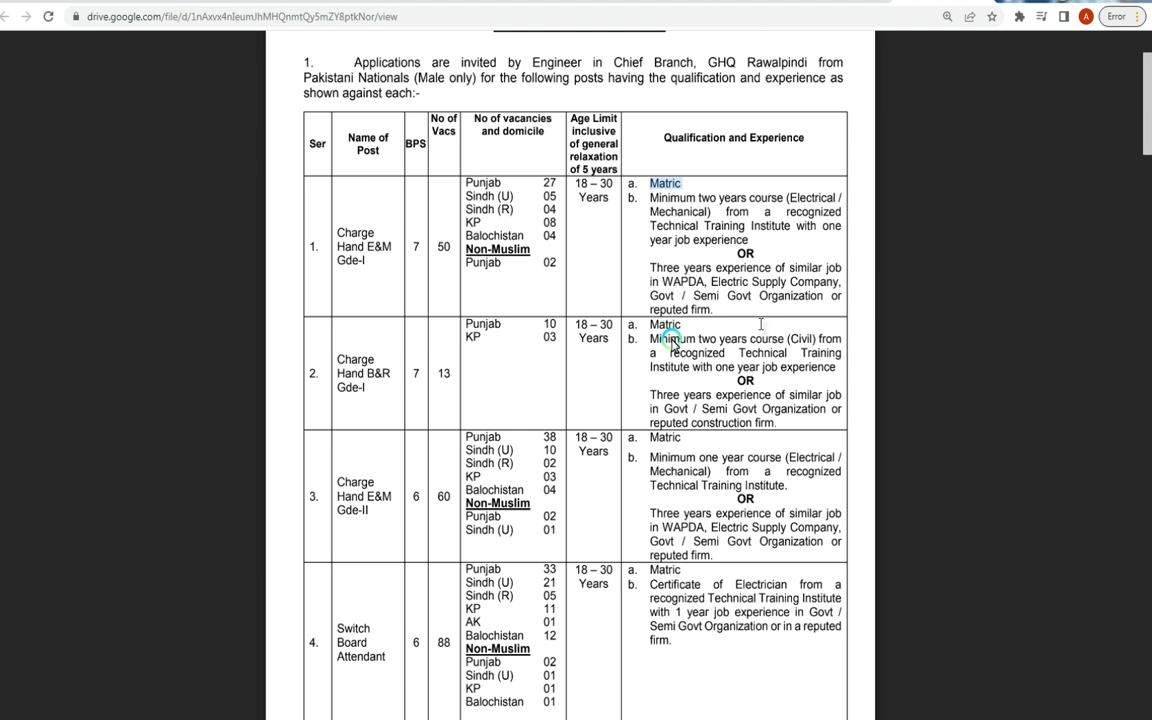 drive.google.com/file/d/1nAxvx4nIeumJhMHQnmtQy5mZY8ptkNor/view
A
Error
1. Applications are invited by Engineer in Chief Branch, GHQ Rawalpindi from
Pakistani Nationals (Male only) for the following posts having the qualification and experience as
shown against each:-
Ser
Name of
Post
BPS
No of
Vacs
No of vacancies
and domicile
Age Limit
inclusive
of general
relaxation
of 5 years
Qualification and Experience
1.
Charge
Hand E&M
Gde-I
7
50
Punjab 27
Sindh (U) 05
Sindh (R) 04
KP 08
Balochistan 04
Non-Muslim
Punjab 02
18 – 30
Years
a. Matric
b. Minimum two years course (Electrical /
Mechanical) from a recognized
Technical Training Institute with one
year job experience
OR
Three years experience of similar job
in WAPDA, Electric Supply Company,
Govt / Semi Govt Organization or
reputed firm.
2.
Charge
Hand B&R
Gde-I
7
13
Punjab 10
KP 03
18 – 30
Years
a. Matric
b. Minimum two years course (Civil) from
a recognized Technical Training
Institute with one year job experience
OR
Three years experience of similar job
in Govt / Semi Govt Organization or
reputed construction firm.
3.
Charge
Hand E&M
Gde-II
6
60
Punjab 38
Sindh (U) 10
Sindh (R) 02
KP 03
Balochistan 04
Non-Muslim
Punjab 02
Sindh (U) 01
18 – 30
Years
a. Matric
b. Minimum one year course (Electrical /
Mechanical) from a recognized
Technical Training Institute.
OR
Three years experience of similar job
in WAPDA, Electric Supply Company,
Govt / Semi Govt Organization or
reputed firm.
4.
Switch
Board
Attendant
6
88
Punjab 33
Sindh (U) 21
Sindh (R) 05
KP 11
AK 01
Balochistan 12
Non-Muslim
Punjab 02
Sindh (U) 01
KP 01
Balochistan 01
18 – 30
Years
a. Matric
b. Certificate of Electrician from a
recognized Technical Training Institute
with 1 year job experience in Govt /
Semi Govt Organization or in a reputed
firm.